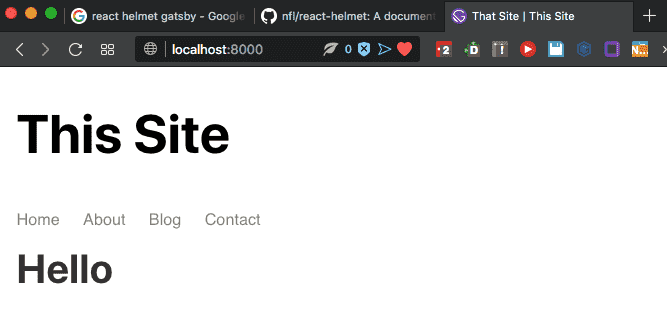 react helmet gatsby - Google
nfl/react-helmet: A document
That Site | This Site
localhost:8000
0
2
D
This Site
Home About Blog Contact
Hello